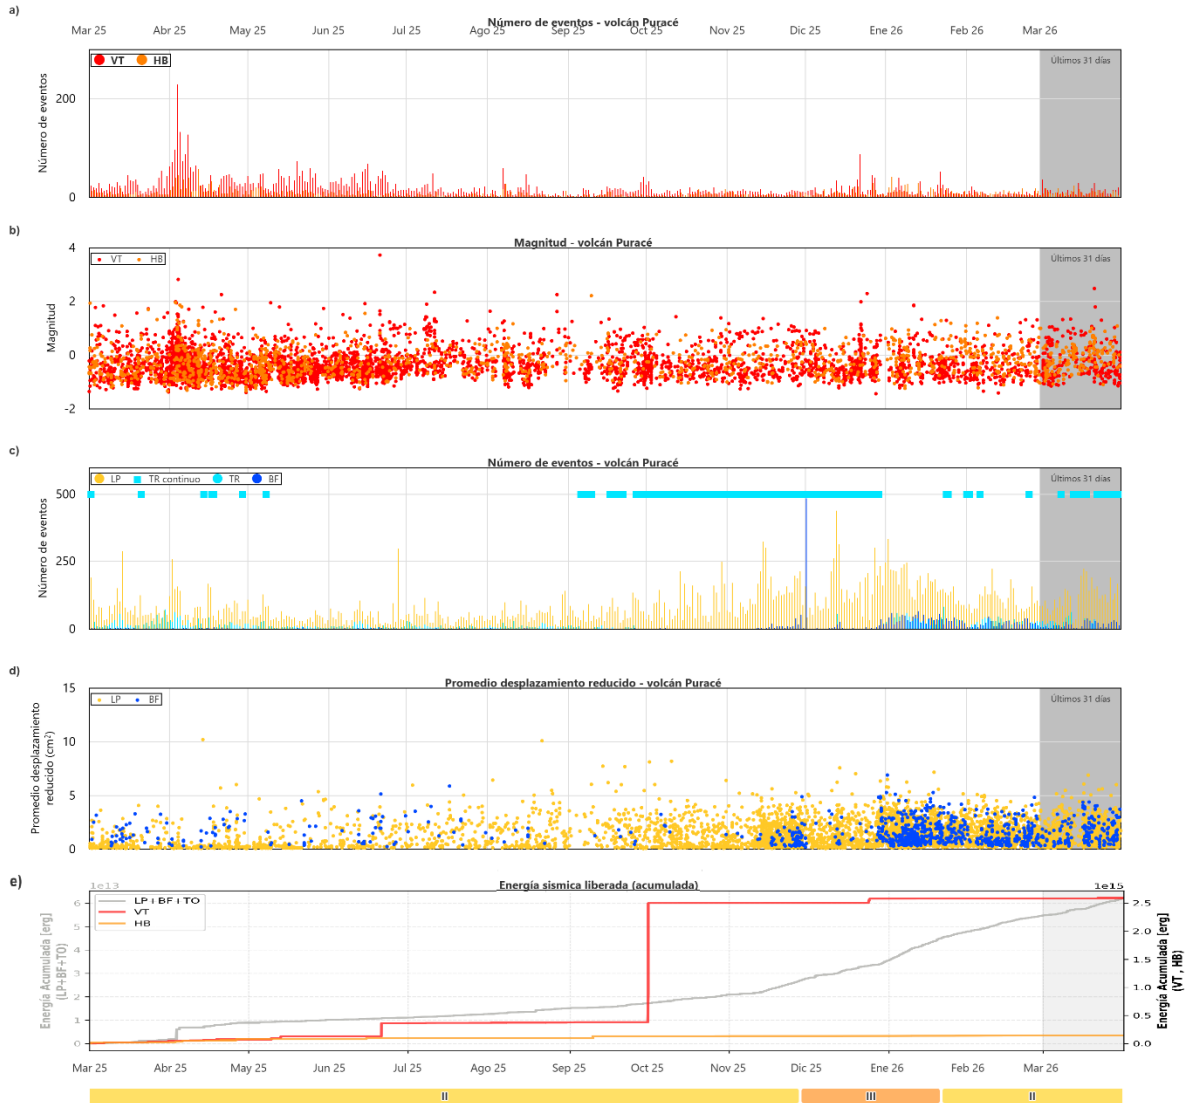 a)
Número de eventos - volcán Puracé
Mar 25 Abr 25 May 25 Jun 25 Jul 25 Ago 25 Sep 25 Oct 25 Nov 25 Dic 25 Ene 26 Feb 26 Mar 26
VT HB
Últimos 31 días
Número de eventos
200
0
b)
Magnitud - volcán Puracé
VT HB
Últimos 31 días
Magnitud
4
2
0
-2
c)
Número de eventos - volcán Puracé
LP TR continuo TR BF
Últimos 31 días
Número de eventos
500
250
0
d)
Promedio desplazamiento reducido - volcán Puracé
LP BF
Últimos 31 días
Promedio desplazamiento
reducido (cm²)
15
10
5
0
e)
Energía sismica liberada (acumulada)
1e13
1e15
LP+BF+TO
VT
HB
Energía Acumulada [erg]
(LP+BF+TO)
6
5
4
3
2
1
0
2.5
2.0
1.5
1.0
0.5
0.0
Energía Acumulada [erg]
(VT , HB)
Mar 25 Abr 25 May 25 Jun 25 Jul 25 Ago 25 Sep 25 Oct 25 Nov 25 Dic 25 Ene 26 Feb 26 Mar 26
II III II